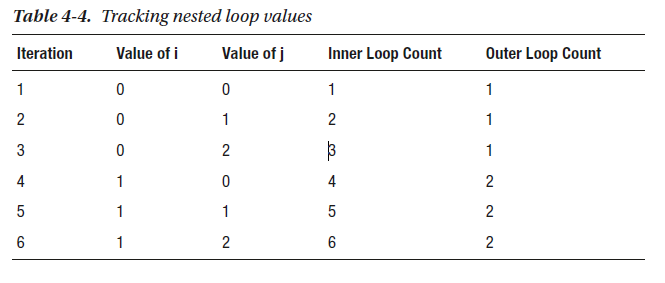 Table 4-4. Tracking nested loop values
Iteration Value of i Value of j Inner Loop Count Outer Loop Count
1 0 0 1 1
2 0 1 2 1
3 0 2 3 1
4 1 0 4 2
5 1 1 5 2
6 1 2 6 2